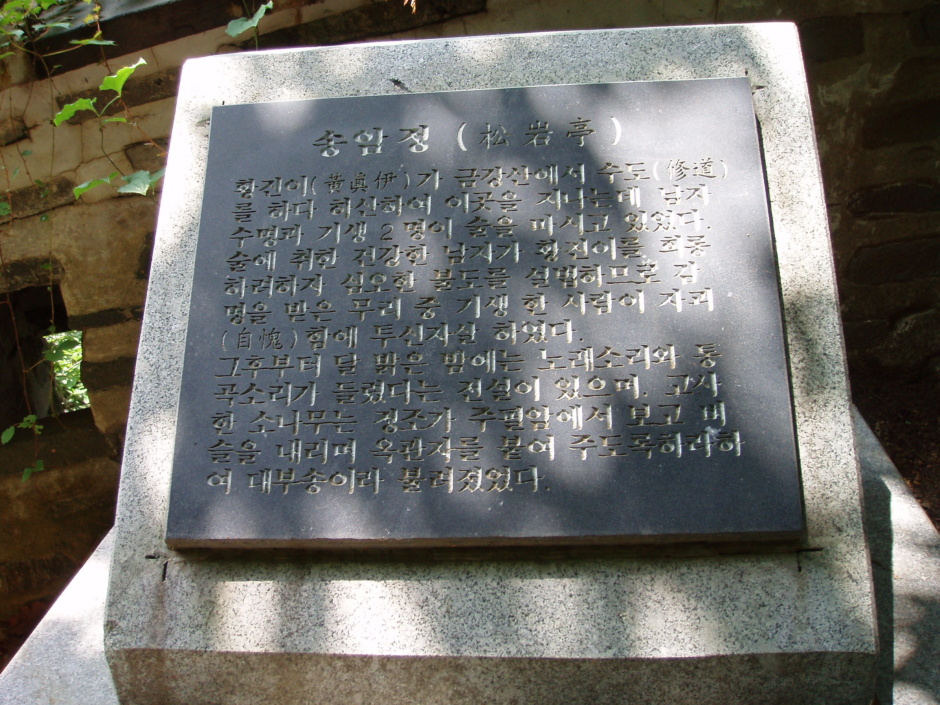 송암정(松岩亭)
황진이(黃眞伊)가 금강산에서 수도(修道)
를 하다 하산하여 이곳을 지나는데 남자
수명과 기생 2명이 술을 마시고 있었다.
술에 취한 건강한 남자가 황진이를 희롱
하려하자 심오한 불도를 설법하므로 감
명을 받은 무리 중 기생 한 사람이 자괴
(自愧)함에 투신자살 하였다.
그후부터 달 밝은 밤에는 노래소리와 통
곡소리가 들렸다는 전설이 있으며, 고사
한 소나무는 정조가 주필암에서 보고 벼
슬을 내리며 옥관자를 붙여 주도록하라하
여 대부송이라 불러졌었다.